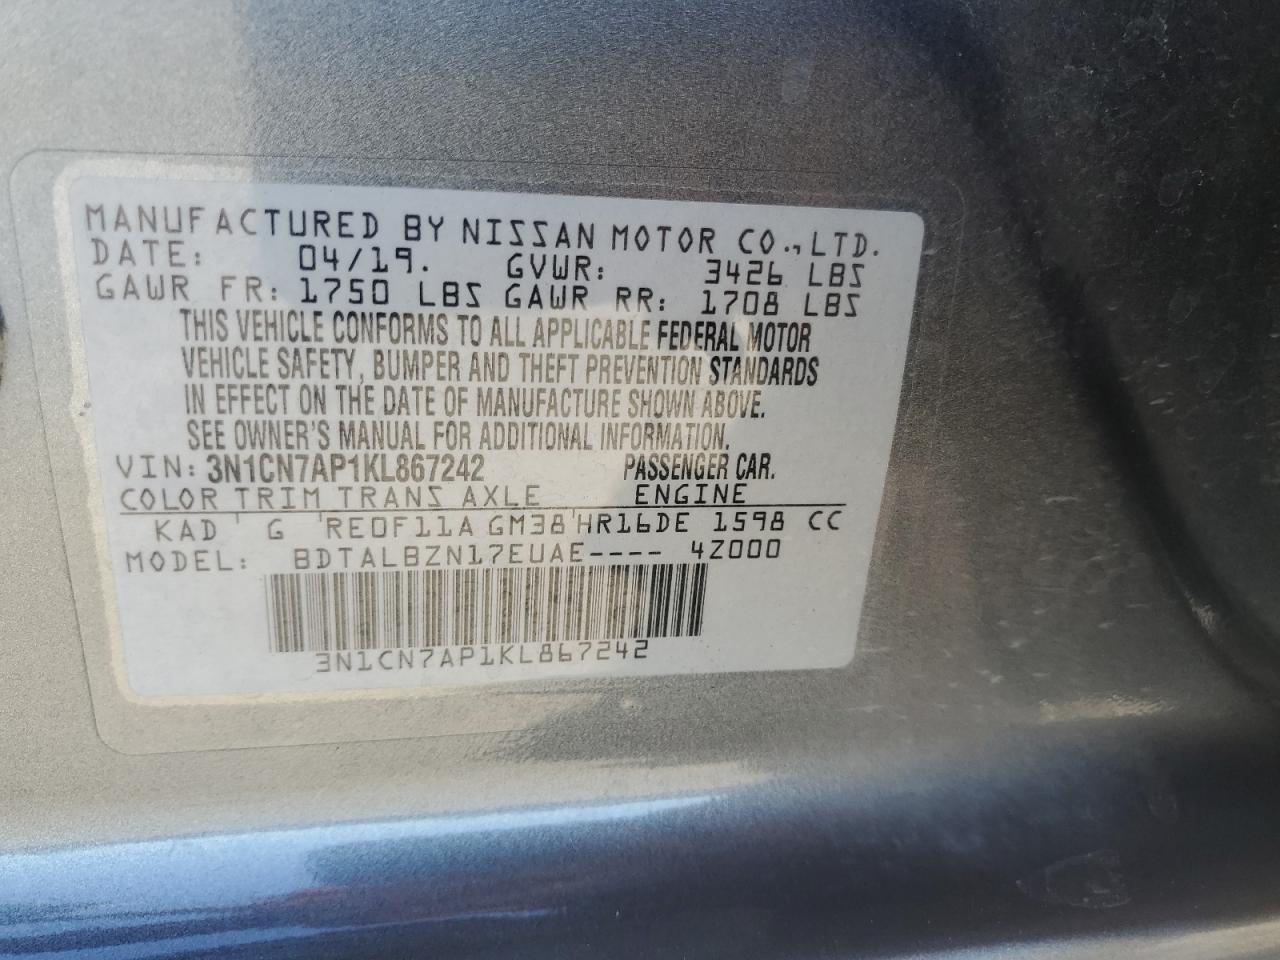 MANUFACTURED BY NISSAN MOTOR CO., LTD.
DATE: 04/19. GVWR: 3426 LBS
GAWR FR: 1750 LBS GAWR RR: 1708 LBS
THIS VEHICLE CONFORMS TO ALL APPLICABLE FEDERAL MOTOR
VEHICLE SAFETY, BUMPER AND THEFT PREVENTION STANDARDS
IN EFFECT ON THE DATE OF MANUFACTURE SHOWN ABOVE.
SEE OWNER'S MANUAL FOR ADDITIONAL INFORMATION.
VIN: 3N1CN7AP1KL867242 PASSENGER CAR.
COLOR TRIM TRANS AXLE ENGINE
KAD ' G 'RE0F11A GM38'HR16DE 1598 CC
MODEL: BDTALBZN17EUAE---- 4Z000
3N1CN7AP1KL867242